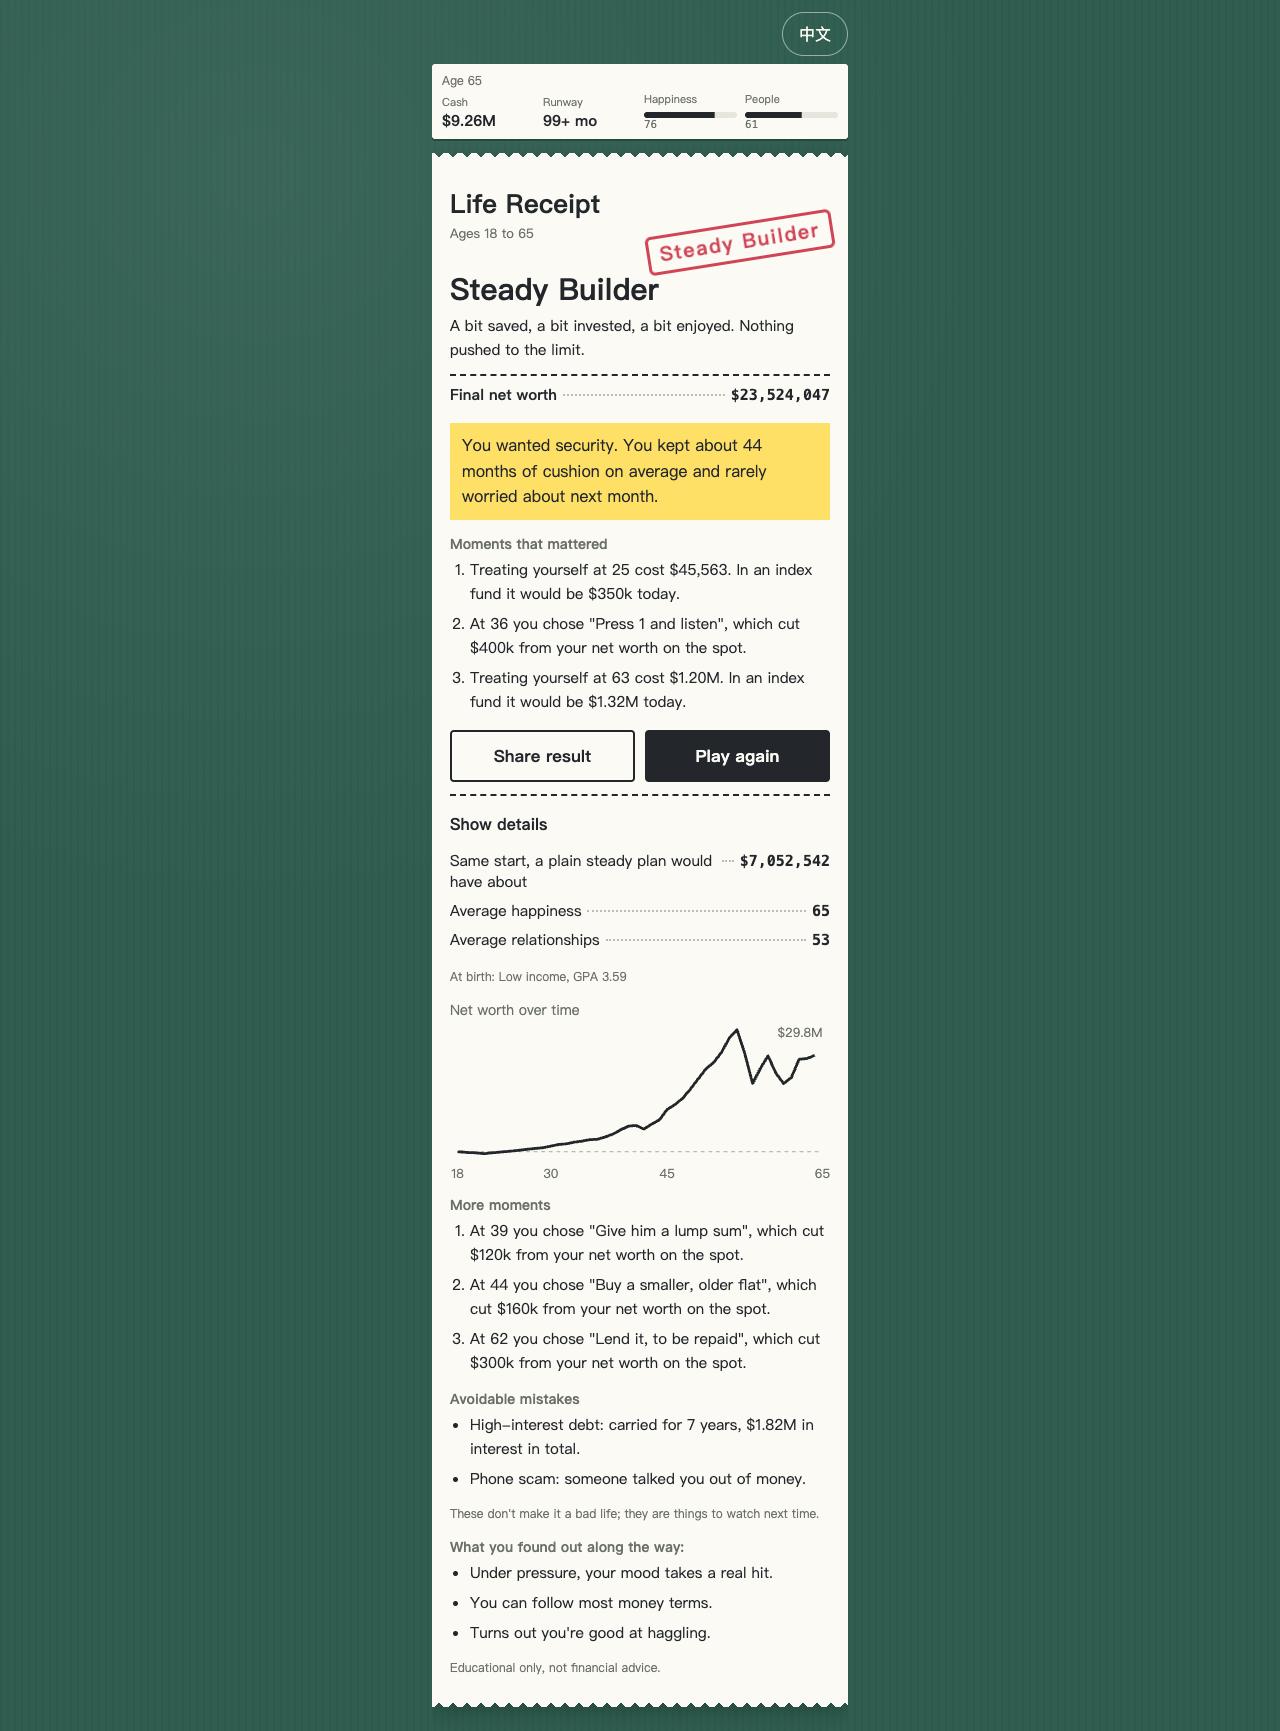 中文
Age 65
Cash
$9.26M
Runway
99+ mo
Happiness
76
People
61
Life Receipt
Ages 18 to 65
Steady Builder
Steady Builder
A bit saved, a bit invested, a bit enjoyed. Nothing
pushed to the limit.
Final net worth $23,524,047
You wanted security. You kept about 44
months of cushion on average and rarely
worried about next month.
Moments that mattered
1. Treating yourself at 25 cost $45,563. In an index
fund it would be $350k today.
2. At 36 you chose "Press 1 and listen", which cut
$400k from your net worth on the spot.
3. Treating yourself at 63 cost $1.20M. In an index
fund it would be $1.32M today.
Share result
Play again
Show details
Same start, a plain steady plan would $7,052,542
have about
Average happiness 65
Average relationships 53
At birth: Low income, GPA 3.59
Net worth over time
$29.8M
18 30 45 65
More moments
1. At 39 you chose "Give him a lump sum", which cut
$120k from your net worth on the spot.
2. At 44 you chose "Buy a smaller, older flat", which
cut $160k from your net worth on the spot.
3. At 62 you chose "Lend it, to be repaid", which cut
$300k from your net worth on the spot.
Avoidable mistakes
• High-interest debt: carried for 7 years, $1.82M in
interest in total.
• Phone scam: someone talked you out of money.
These don't make it a bad life; they are things to watch next time.
What you found out along the way:
• Under pressure, your mood takes a real hit.
• You can follow most money terms.
• Turns out you're good at haggling.
Educational only, not financial advice.